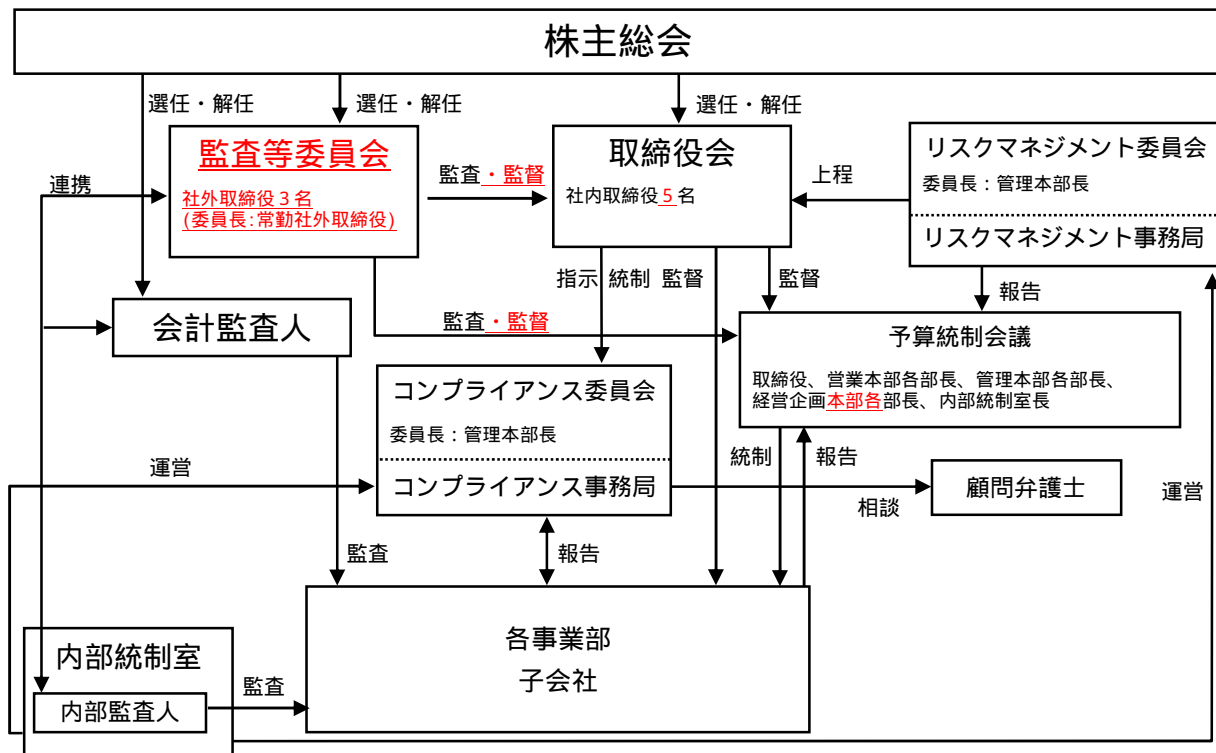 株主総会
選任・解任
選任・解任
選任・解任
監査等委員会
社外取締役3名
(委員長:常勤社外取締役)
連携
監査・監督
取締役会
社内取締役5名
上程
リスクマネジメント委員会
委員長：管理本部長
リスクマネジメント事務局
指示 統制 監督
監督
報告
会計監査人
監査・監督
予算統制会議
取締役、営業本部各部長、管理本部各部長、
経営企画本部各部長、内部統制室長
コンプライアンス委員会
委員長：管理本部長
コンプライアンス事務局
運営
統制
報告
顧問弁護士
相談
運営
監査
報告
各事業部
子会社
内部統制室
内部監査人
監査